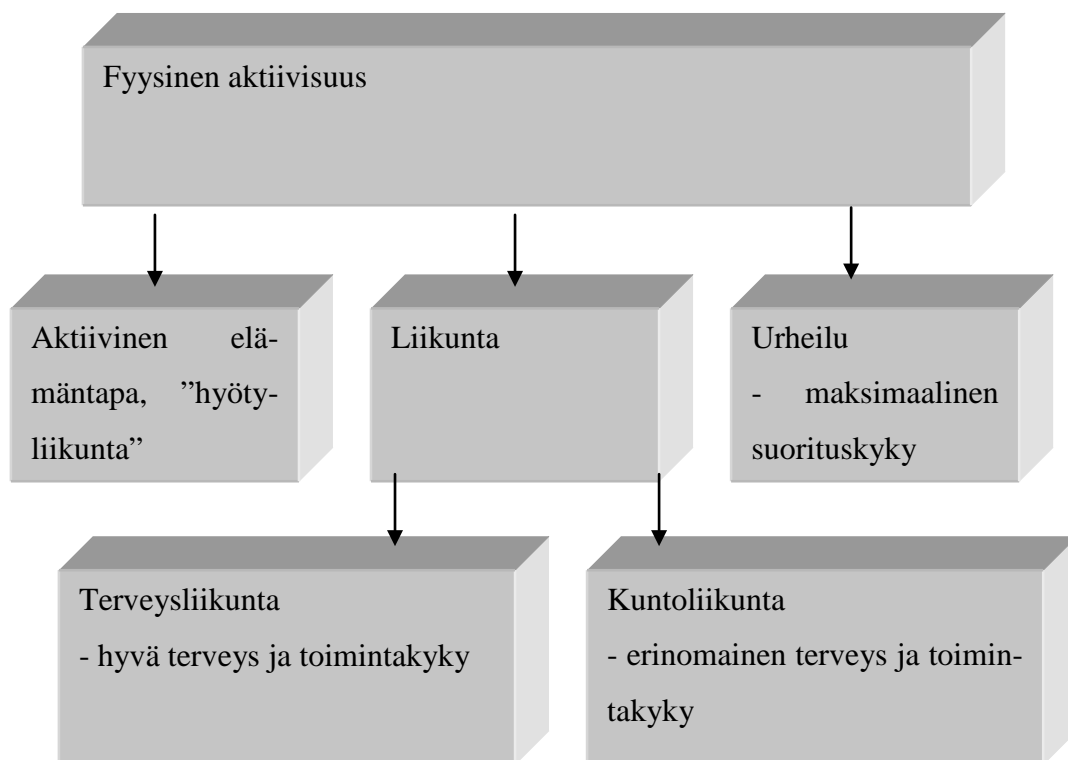 Fyysinen aktiivisuus
Aktiivinen elä-
mäntapa, ”hyöty-
liikunta”
Liikunta
Urheilu
- maksimaalinen
suorituskyky
Terveysliikunta
- hyvä terveys ja toimintakyky
Kuntoliikunta
- erinomainen terveys ja toimin-
takyky